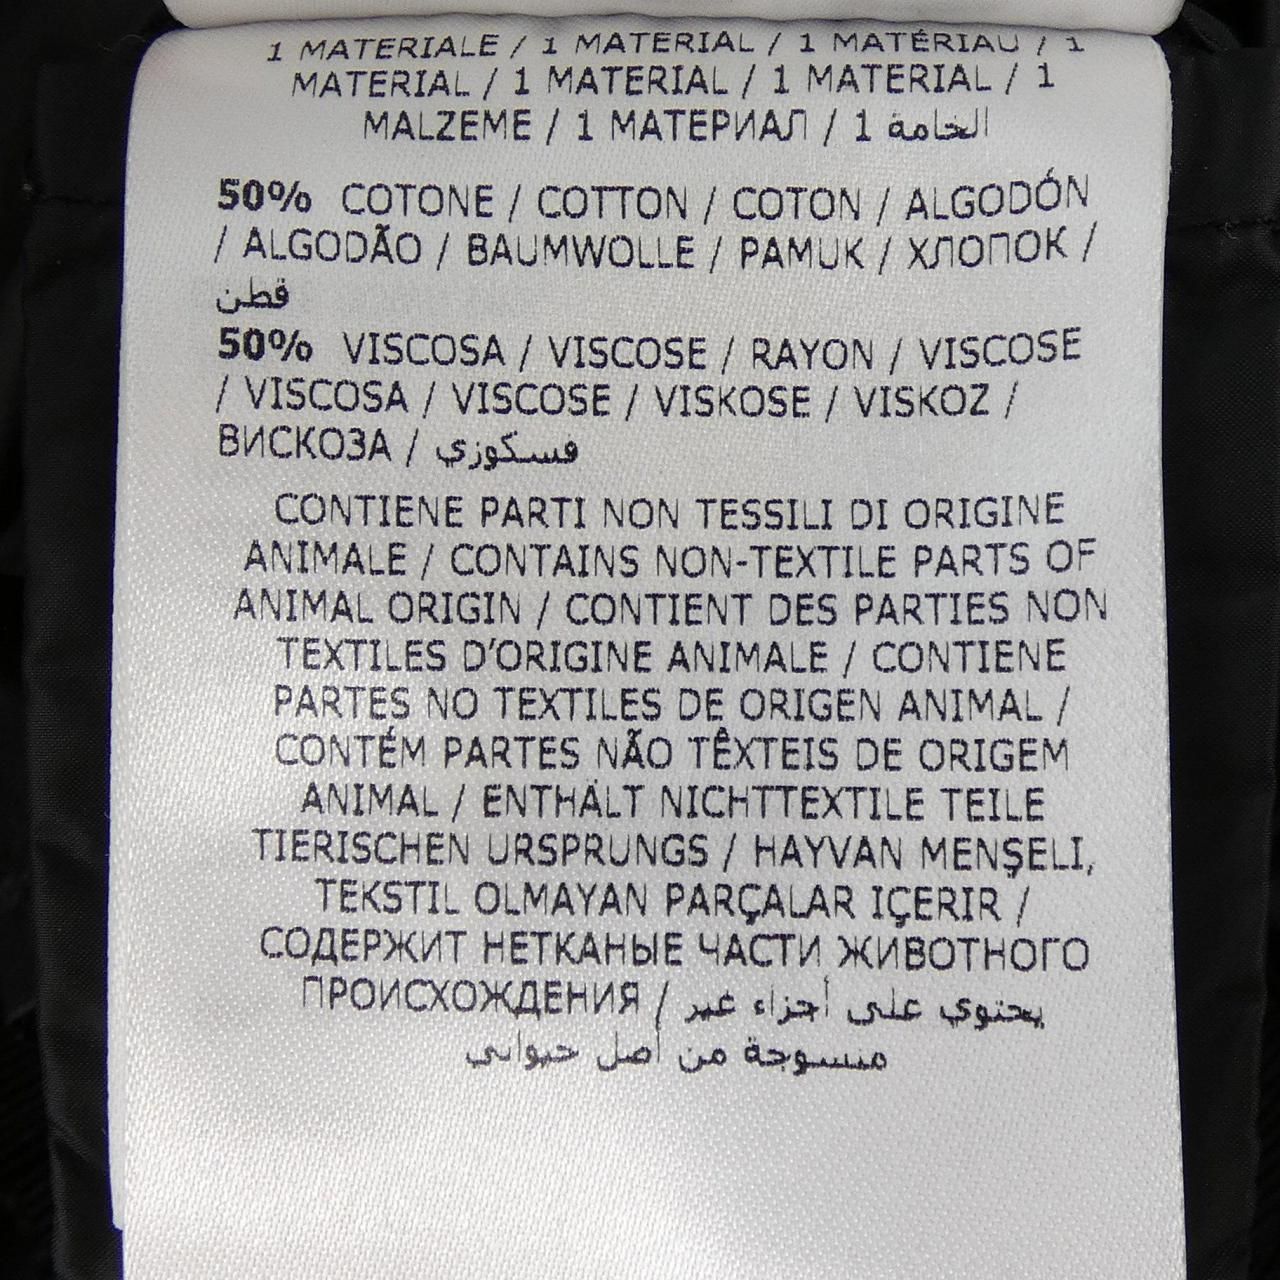 1 MATERIALE / 1 MATERIAL / 1 MATÉRIAU / 1
MATERIAL / 1 MATERIAL / 1 MATERIAL / 1
MALZEME / 1 МАТЕРИАЛ / 1 الخامة
50% COTONE / COTTON / COTON / ALGODÓN
/ ALGODÃO / BAUMWOLLE / PAMUK / ХЛОПОК /
قطن
50% VISCOSA / VISCOSE / RAYON / VISCOSE
/ VISCOSA / VISCOSE / VISKOSE / VISKOZ /
ВИСКОЗА / فسكوزي
CONTIENE PARTI NON TESSILI DI ORIGINE
ANIMALE / CONTAINS NON-TEXTILE PARTS OF
ANIMAL ORIGIN / CONTIENT DES PARTIES NON
TEXTILES D'ORIGINE ANIMALE / CONTIENE
PARTES NO TEXTILES DE ORIGEN ANIMAL /
CONTÉM PARTES NÃO TÊXTEIS DE ORIGEM
ANIMAL / ENTHÄLT NICHTTEXTILE TEILE
TIERISCHEN URSPRUNGS / HAYVAN MENŞELI,
TEKSTIL OLMAYAN PARÇALAR IÇERIR /
СОДЕРЖИТ НЕТКАНЫЕ ЧАСТИ ЖИВОТНОГО
ПРОИСХОЖДЕНИЯ / يحتوي على أجزاء غير
منسوجة من أصل حيواني